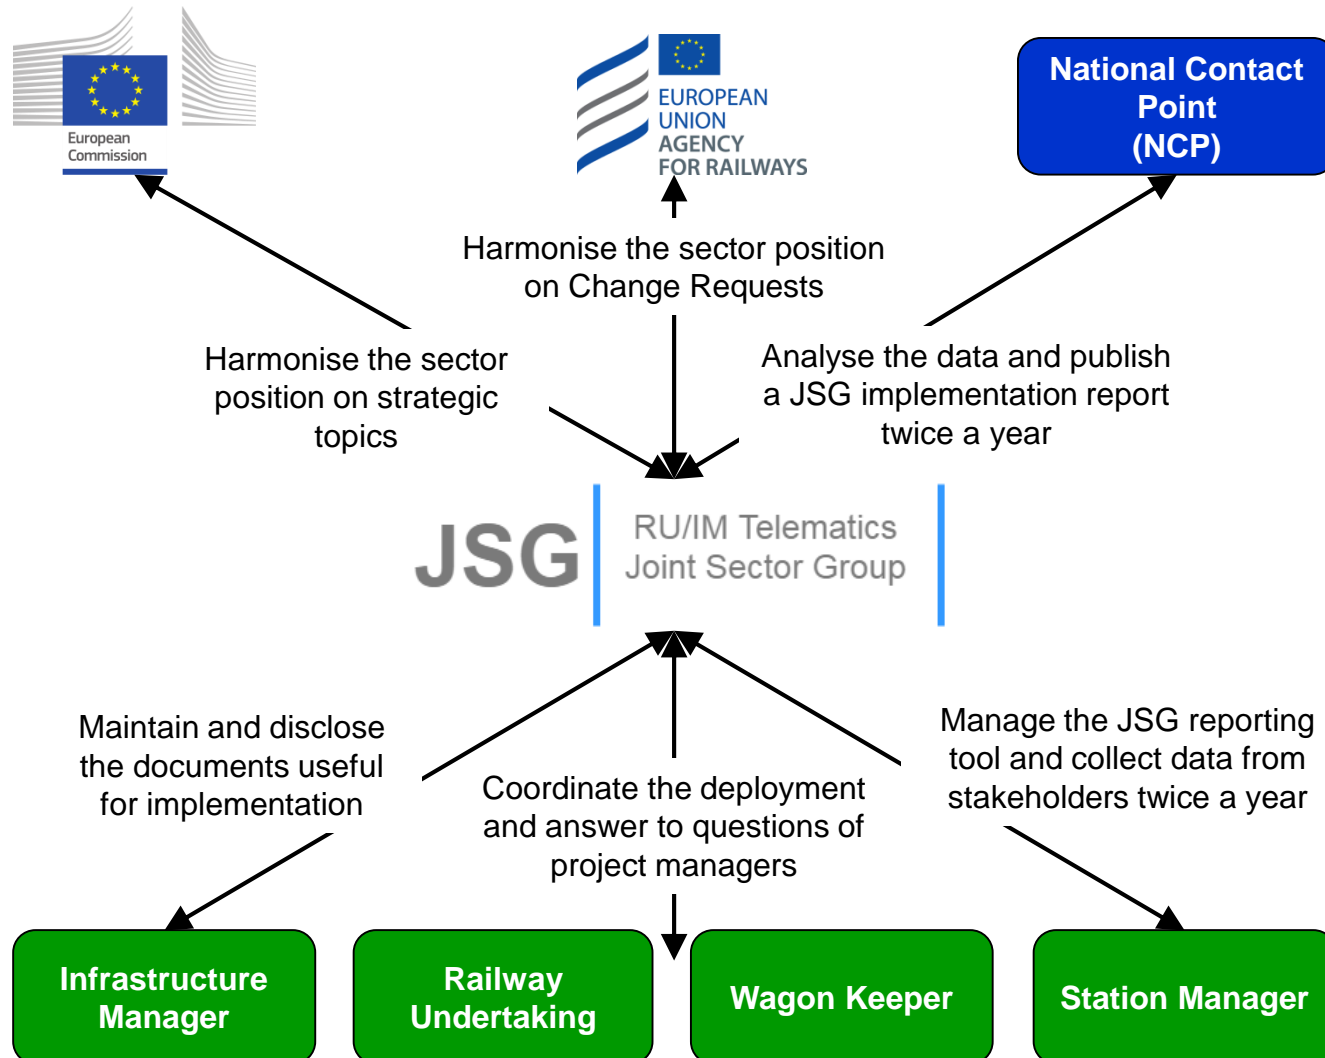 European
Commission
EUROPEAN
UNION
AGENCY
FOR RAILWAYS
National Contact
Point
(NCP)
Harmonise the sector position
on Change Requests
Harmonise the sector
position on strategic
topics
Analyse the data and publish
a JSG implementation report
twice a year
JSG
RU/IM Telematics
Joint Sector Group
Maintain and disclose
the documents useful
for implementation
Coordinate the deployment
and answer to questions of
project managers
Manage the JSG reporting
tool and collect data from
stakeholders twice a year
Infrastructure
Manager
Railway
Undertaking
Wagon Keeper
Station Manager